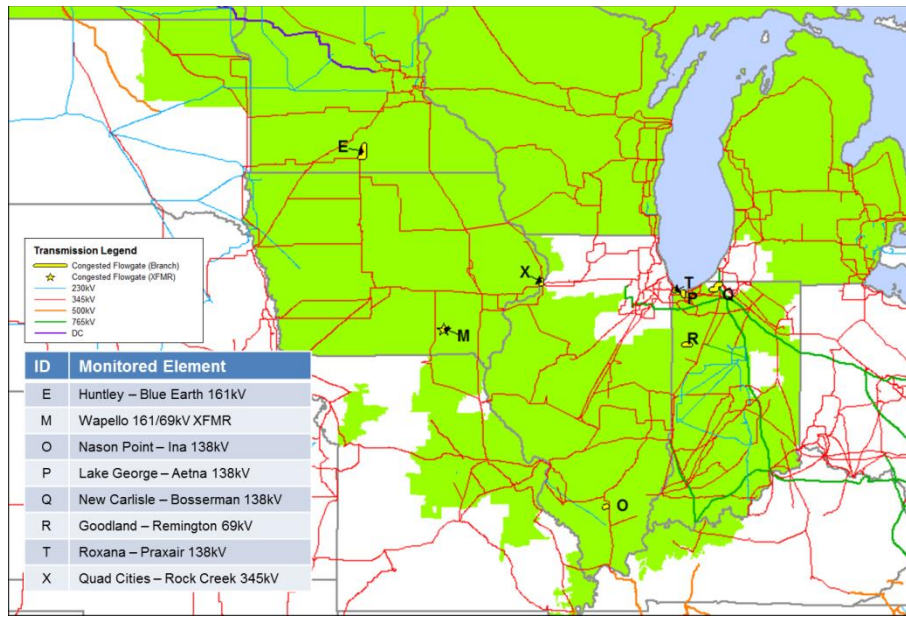 E
X
T
P
Q
M
R
O
Transmission Legend
Congested Flowgate (Branch)
Congested Flowgate (XFMR)
230kV
345kV
500kV
765kV
DC
ID Monitored Element
E Huntley – Blue Earth 161kV
M Wapello 161/69kV XFMR
O Nason Point – Ina 138kV
P Lake George – Aetna 138kV
Q New Carlisle – Bosserman 138kV
R Goodland – Remington 69kV
T Roxana – Praxair 138kV
X Quad Cities – Rock Creek 345kV